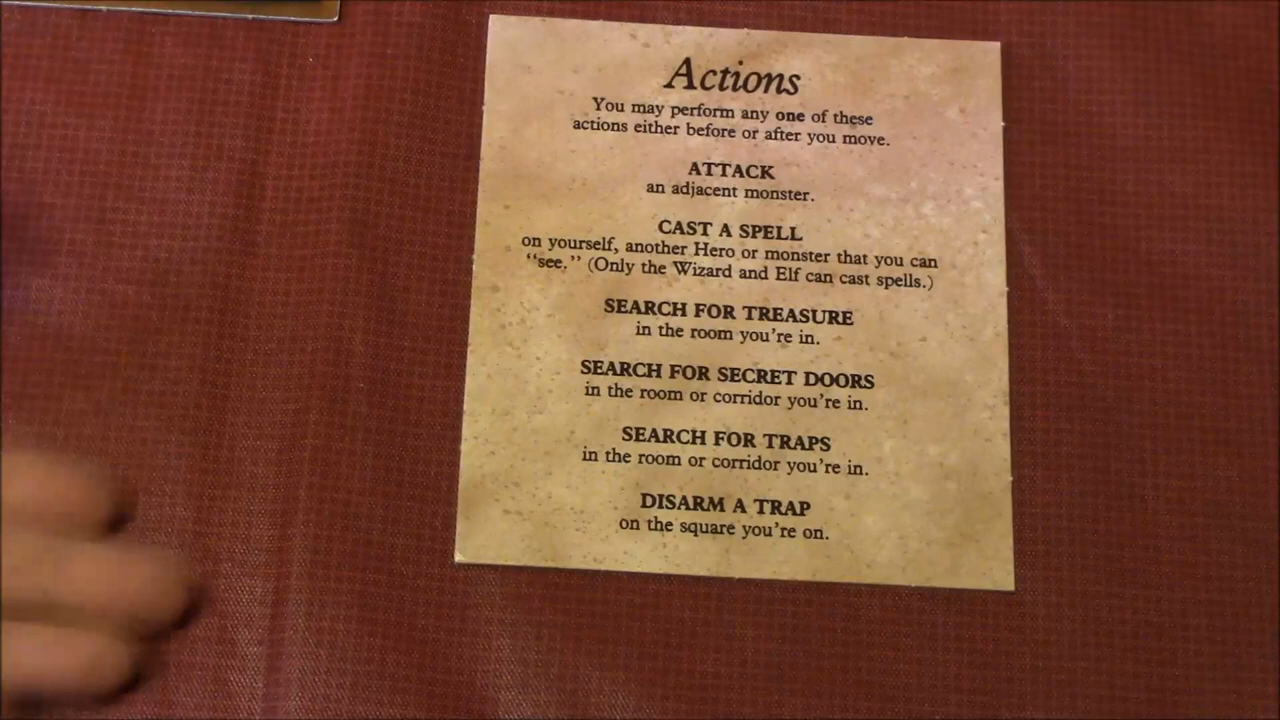 Actions
You may perform any one of these
actions either before or after you move.
ATTACK
an adjacent monster.
CAST A SPELL
on yourself, another Hero or monster that you can
“see.” (Only the Wizard and Elf can cast spells.)
SEARCH FOR TREASURE
in the room you’re in.
SEARCH FOR SECRET DOORS
in the room or corridor you’re in.
SEARCH FOR TRAPS
in the room or corridor you’re in.
DISARM A TRAP
on the square you’re on.